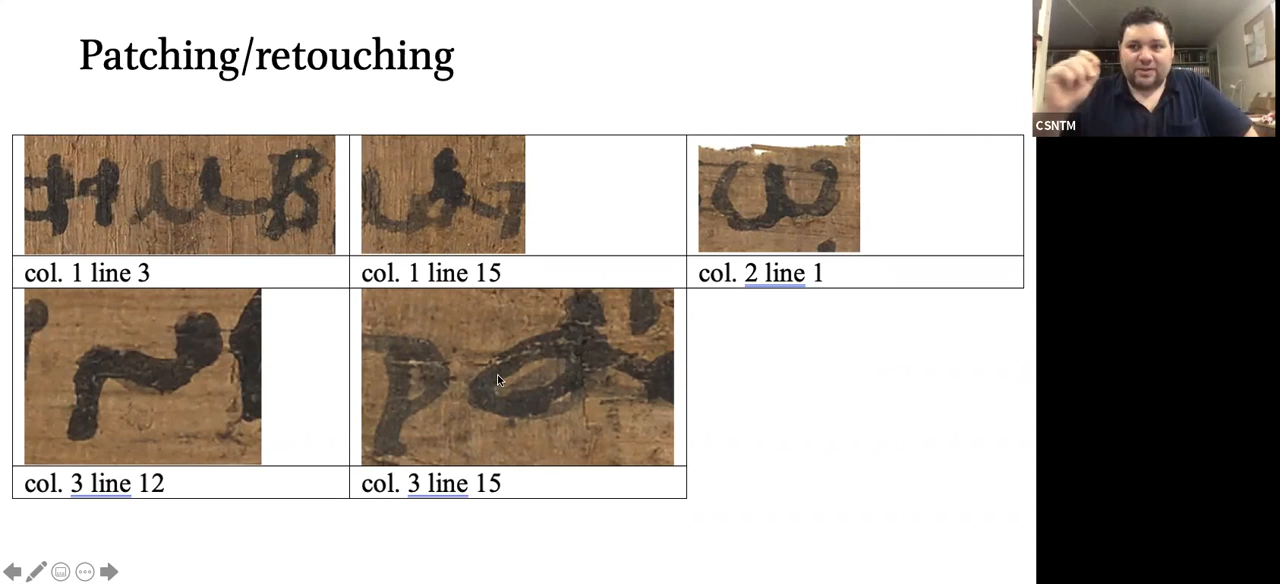 Patching/retouching
CSNTM
col. 1 line 3
col. 1 line 15
col. 2 line 1
ω
col. 3 line 12
col. 3 line 15